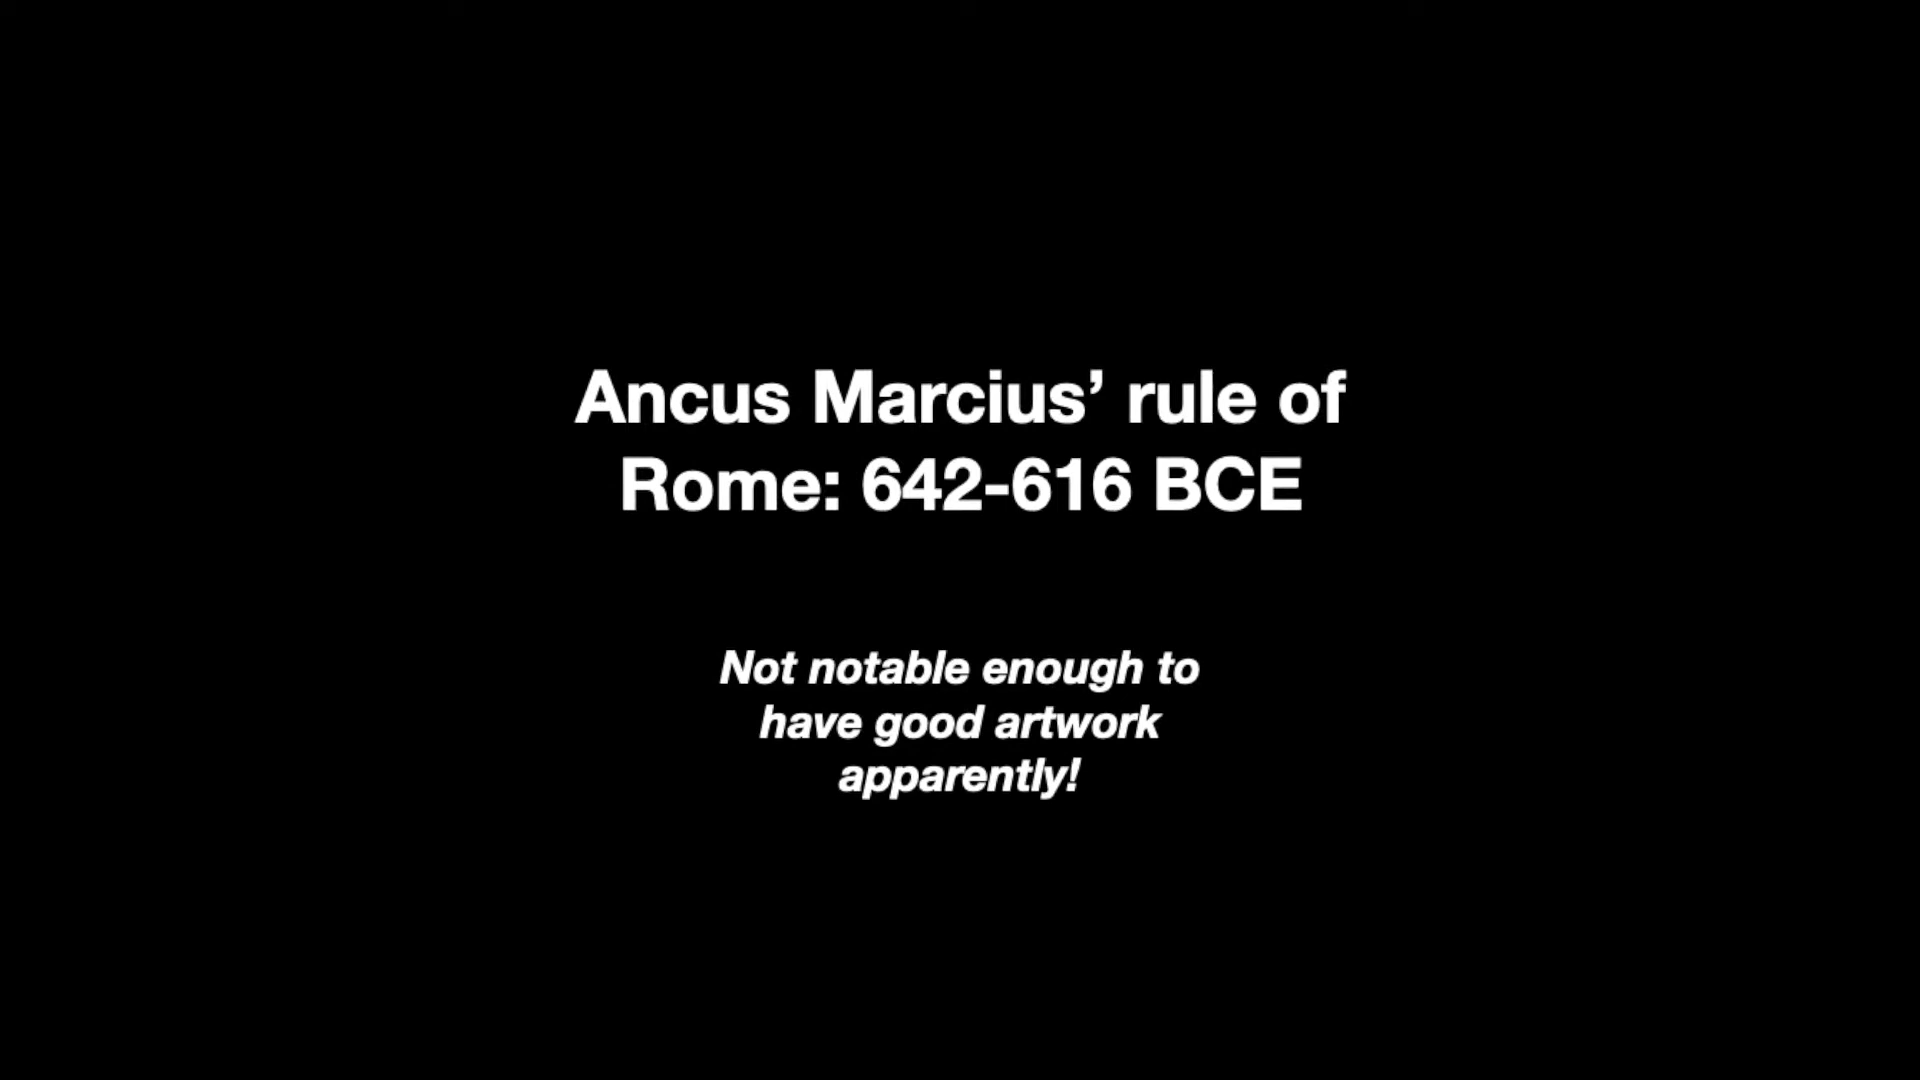 Ancus Marcius’ rule of
Rome: 642-616 BCE
Not notable enough to
have good artwork
apparently!